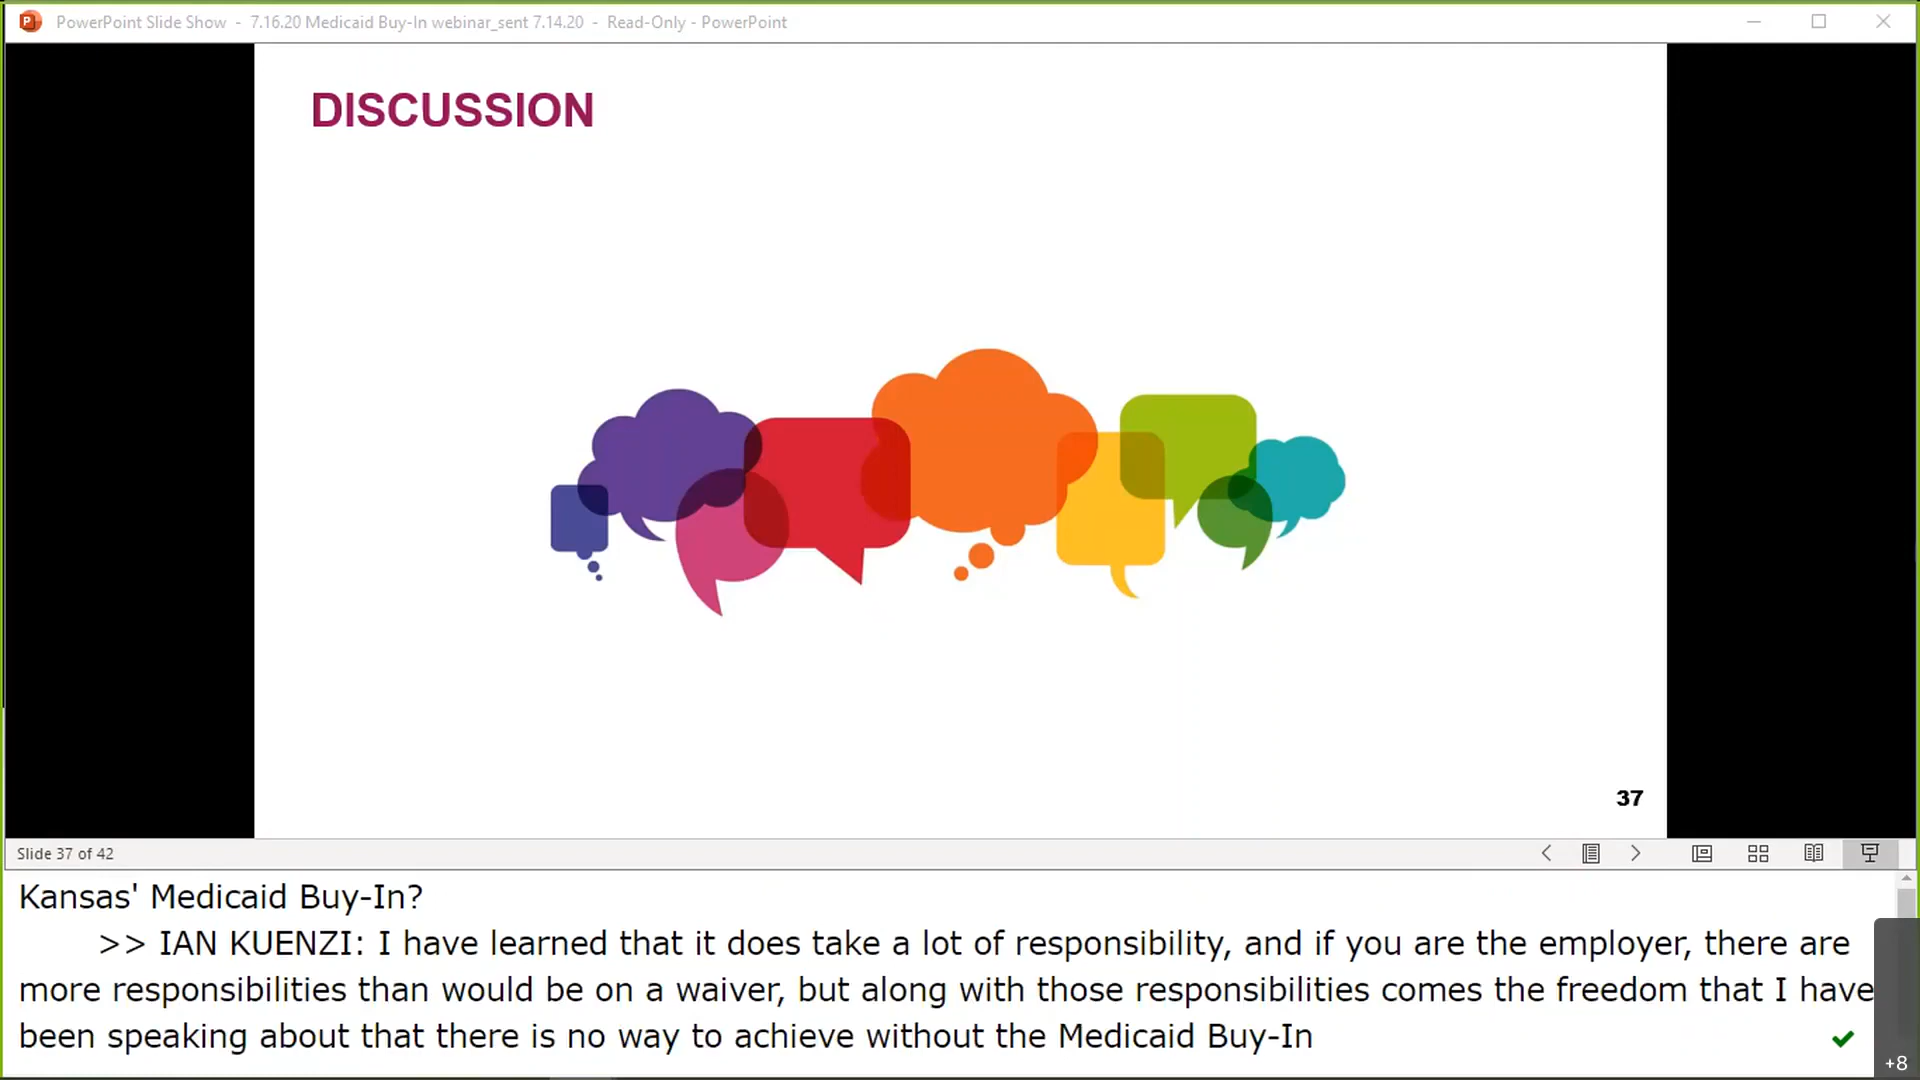 PowerPoint Slide Show - 7.16.20 Medicaid Buy-In webinar_sent 7.14.20 - Read-Only - PowerPoint
DISCUSSION
37
Slide 37 of 42
Kansas' Medicaid Buy-In?
>> IAN KUENZI: I have learned that it does take a lot of responsibility, and if you are the employer, there are
more responsibilities than would be on a waiver, but along with those responsibilities comes the freedom that I have
been speaking about that there is no way to achieve without the Medicaid Buy-In
+8